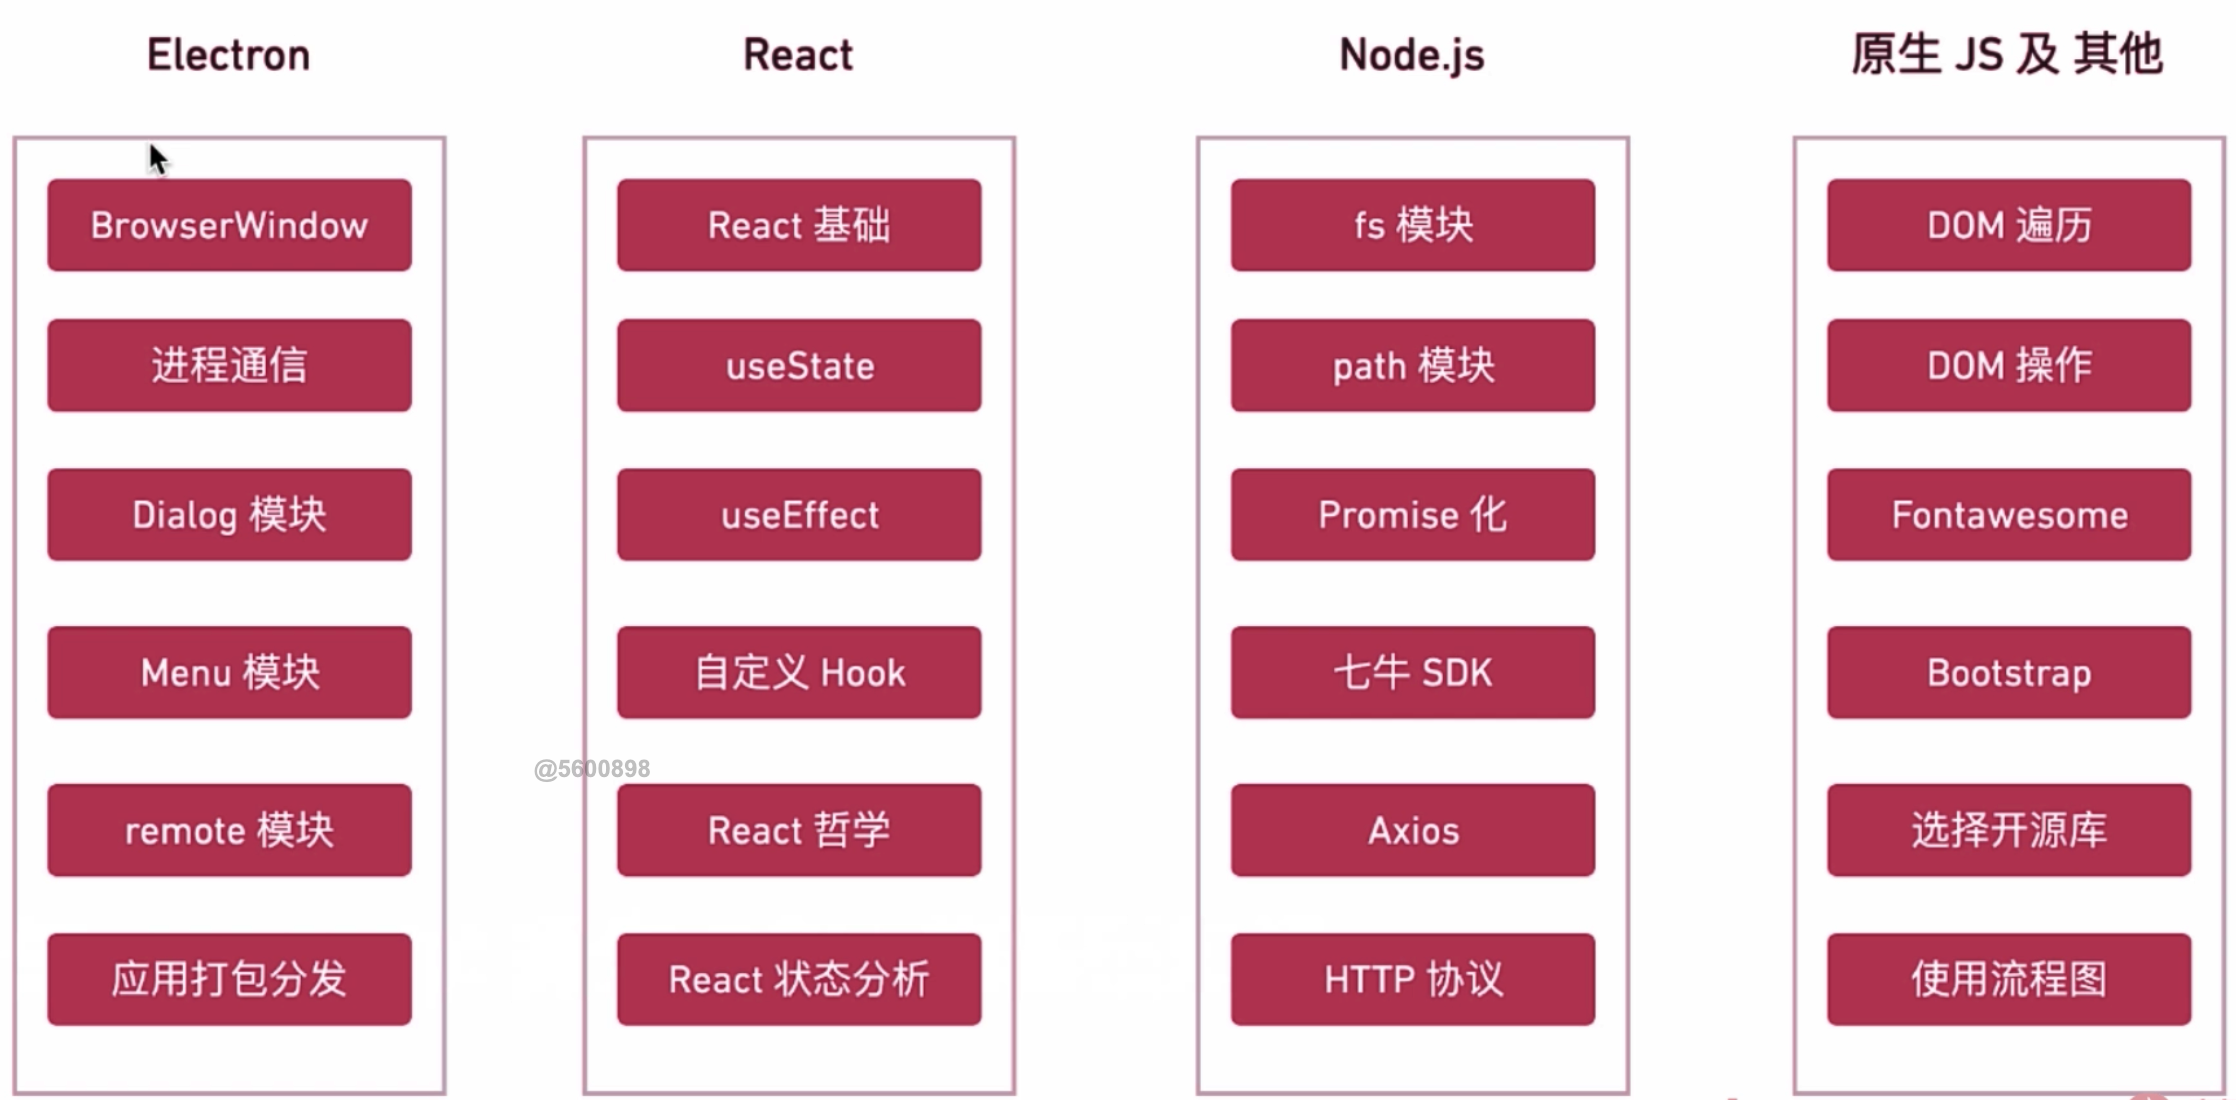 Electron
BrowserWindow
进程通信
Dialog 模块
Menu 模块
remote 模块
应用打包分发
React
React 基础
useState
useEffect
自定义 Hook
React 哲学
React 状态分析
Node.js
fs 模块
path 模块
Promise 化
七牛 SDK
Axios
HTTP 协议
原生 JS 及 其他
DOM 遍历
DOM 操作
Fontawesome
Bootstrap
选择开源库
使用流程图
@5600898